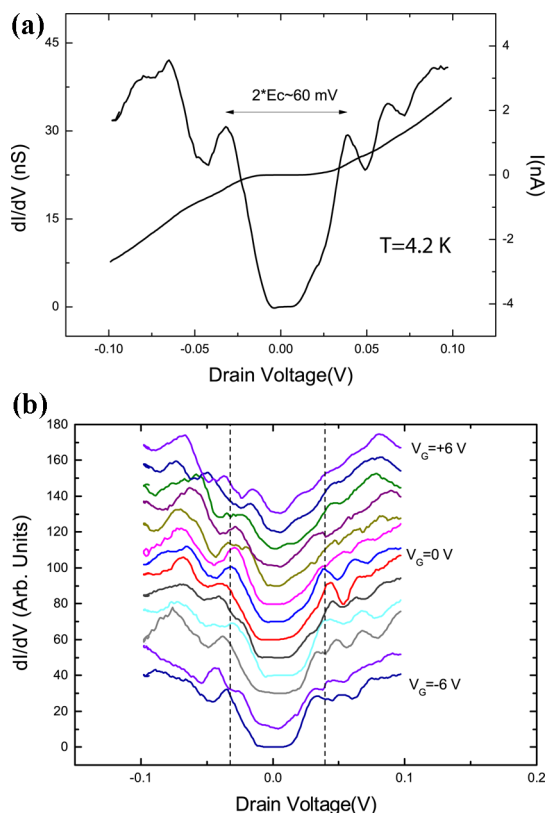 (a)
45
30
15
0
dI/dV (nS)
2*Ec~60 mV
T=4.2 K
4
2
0
-2
-4
I(nA)
-0.10 -0.05 0.00 0.05 0.10
Drain Voltage(V)
(b)
180
160
140
120
100
80
60
40
20
0
dI/dV (Arb. Units)
V_G=+6 V
V_G=0 V
V_G=-6 V
-0.1 0.0 0.1 0.2
Drain Voltage(V)